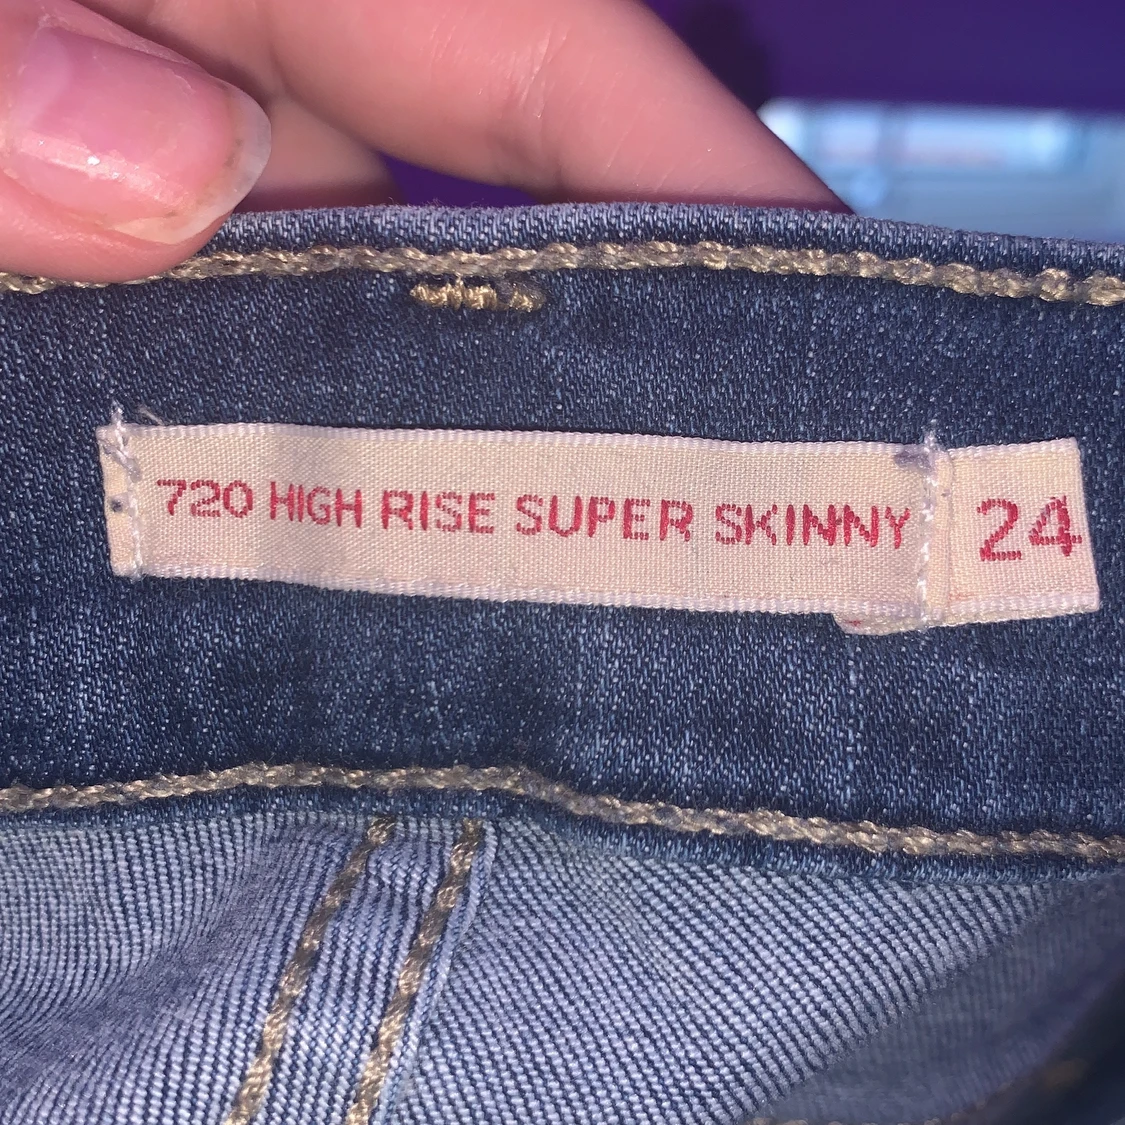 720 HIGH RISE SUPER SKINNY 24